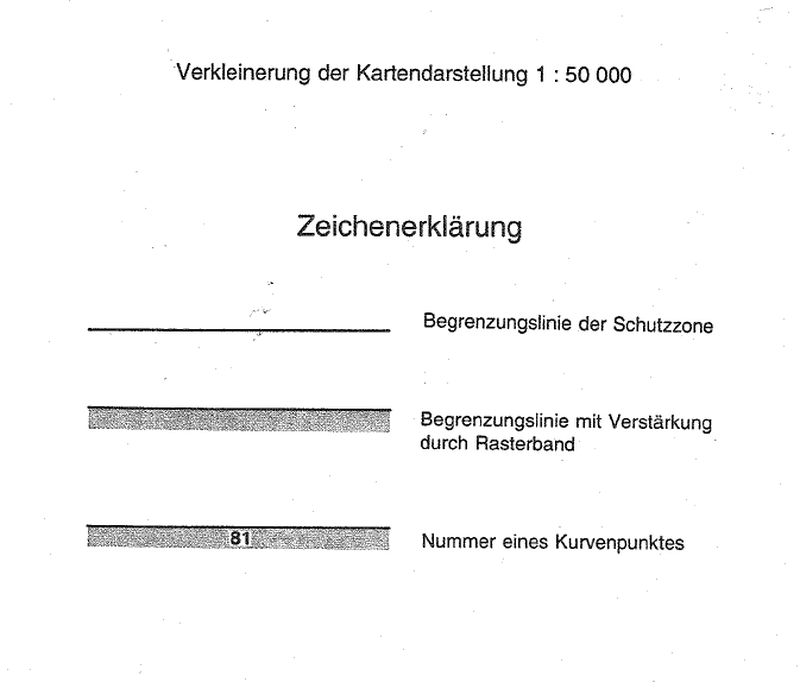 Verkleinerung der Kartendarstellung 1 : 50 000
Zeichenerklärung
Begrenzungslinie der Schutzzone
Begrenzungslinie mit Verstärkung
durch Rasterband
81
Nummer eines Kurvenpunktes